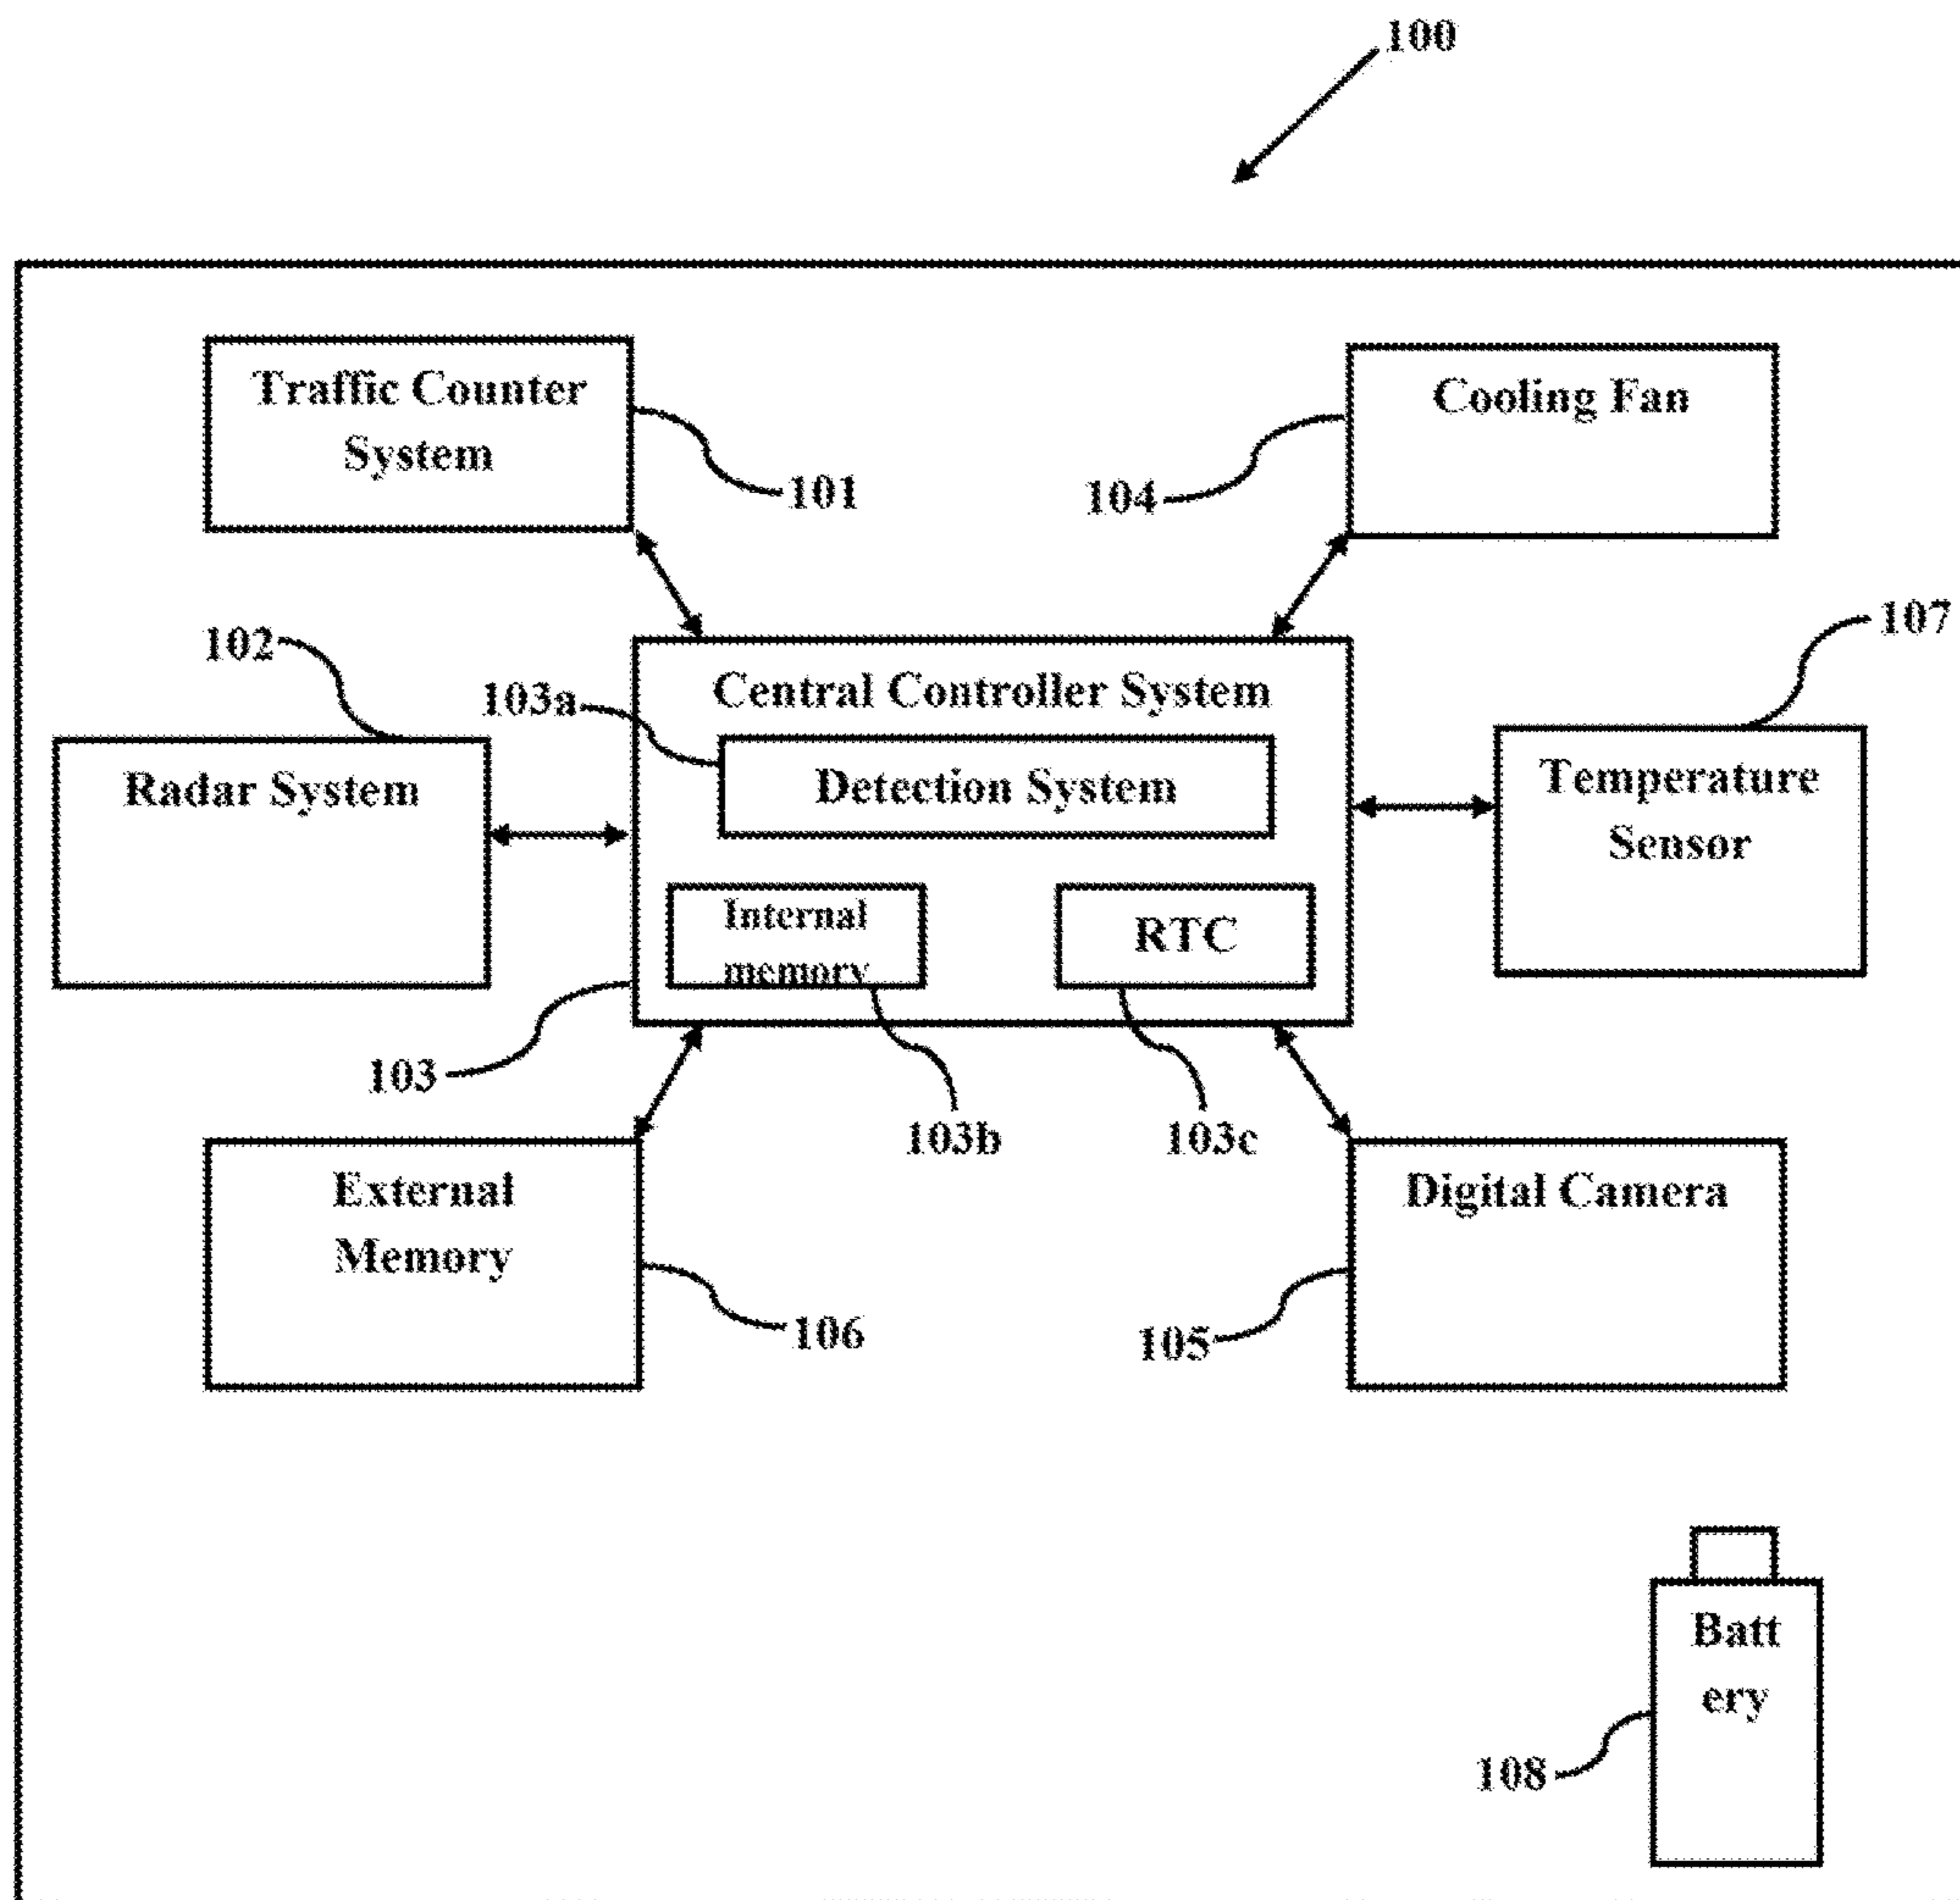 100
Traffic Counter
System
101
Cooling Fan
104
102
Radar System
103a
Central Controller System
Detection System
Internal
memory
RTC
107
Temperature
Sensor
103
103b
103c
External
Memory
106
Digital Camera
105
Batt
ery
108